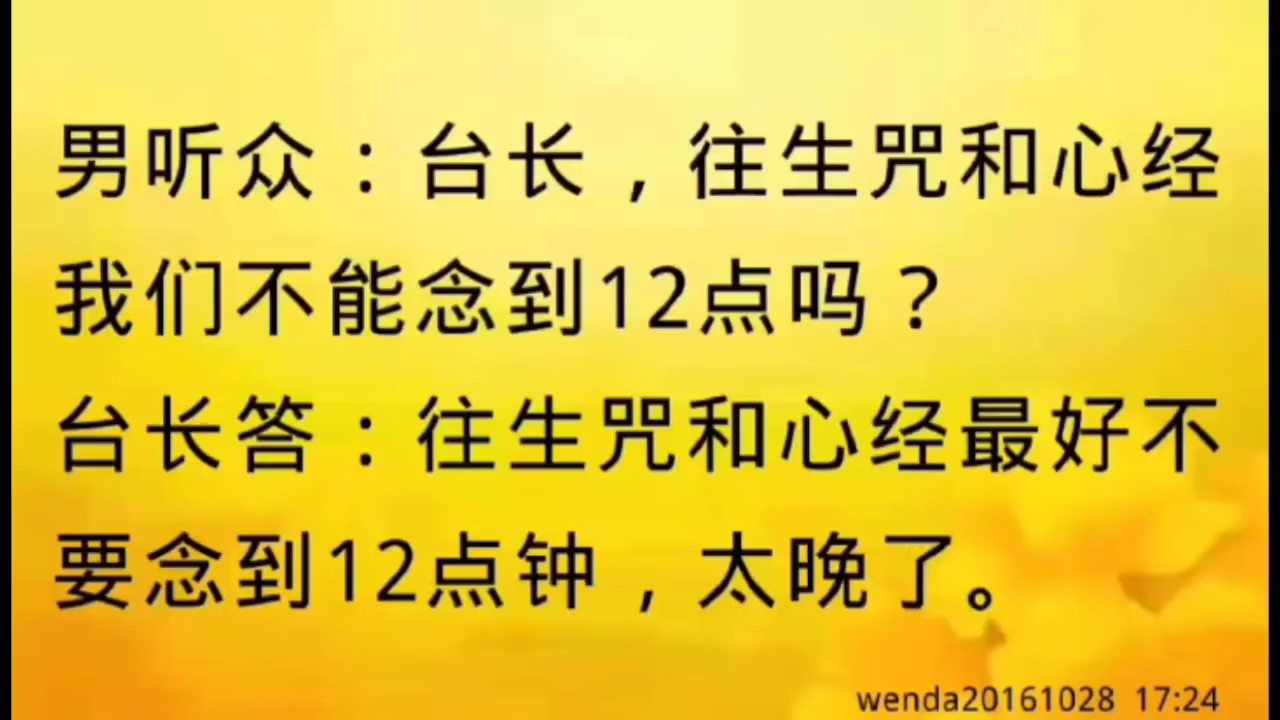 男听众：台长，往生咒和心经
我们不能念到12点吗？
台长答：往生咒和心经最好不
要念到12点钟，太晚了。
wenda20161028 17:24